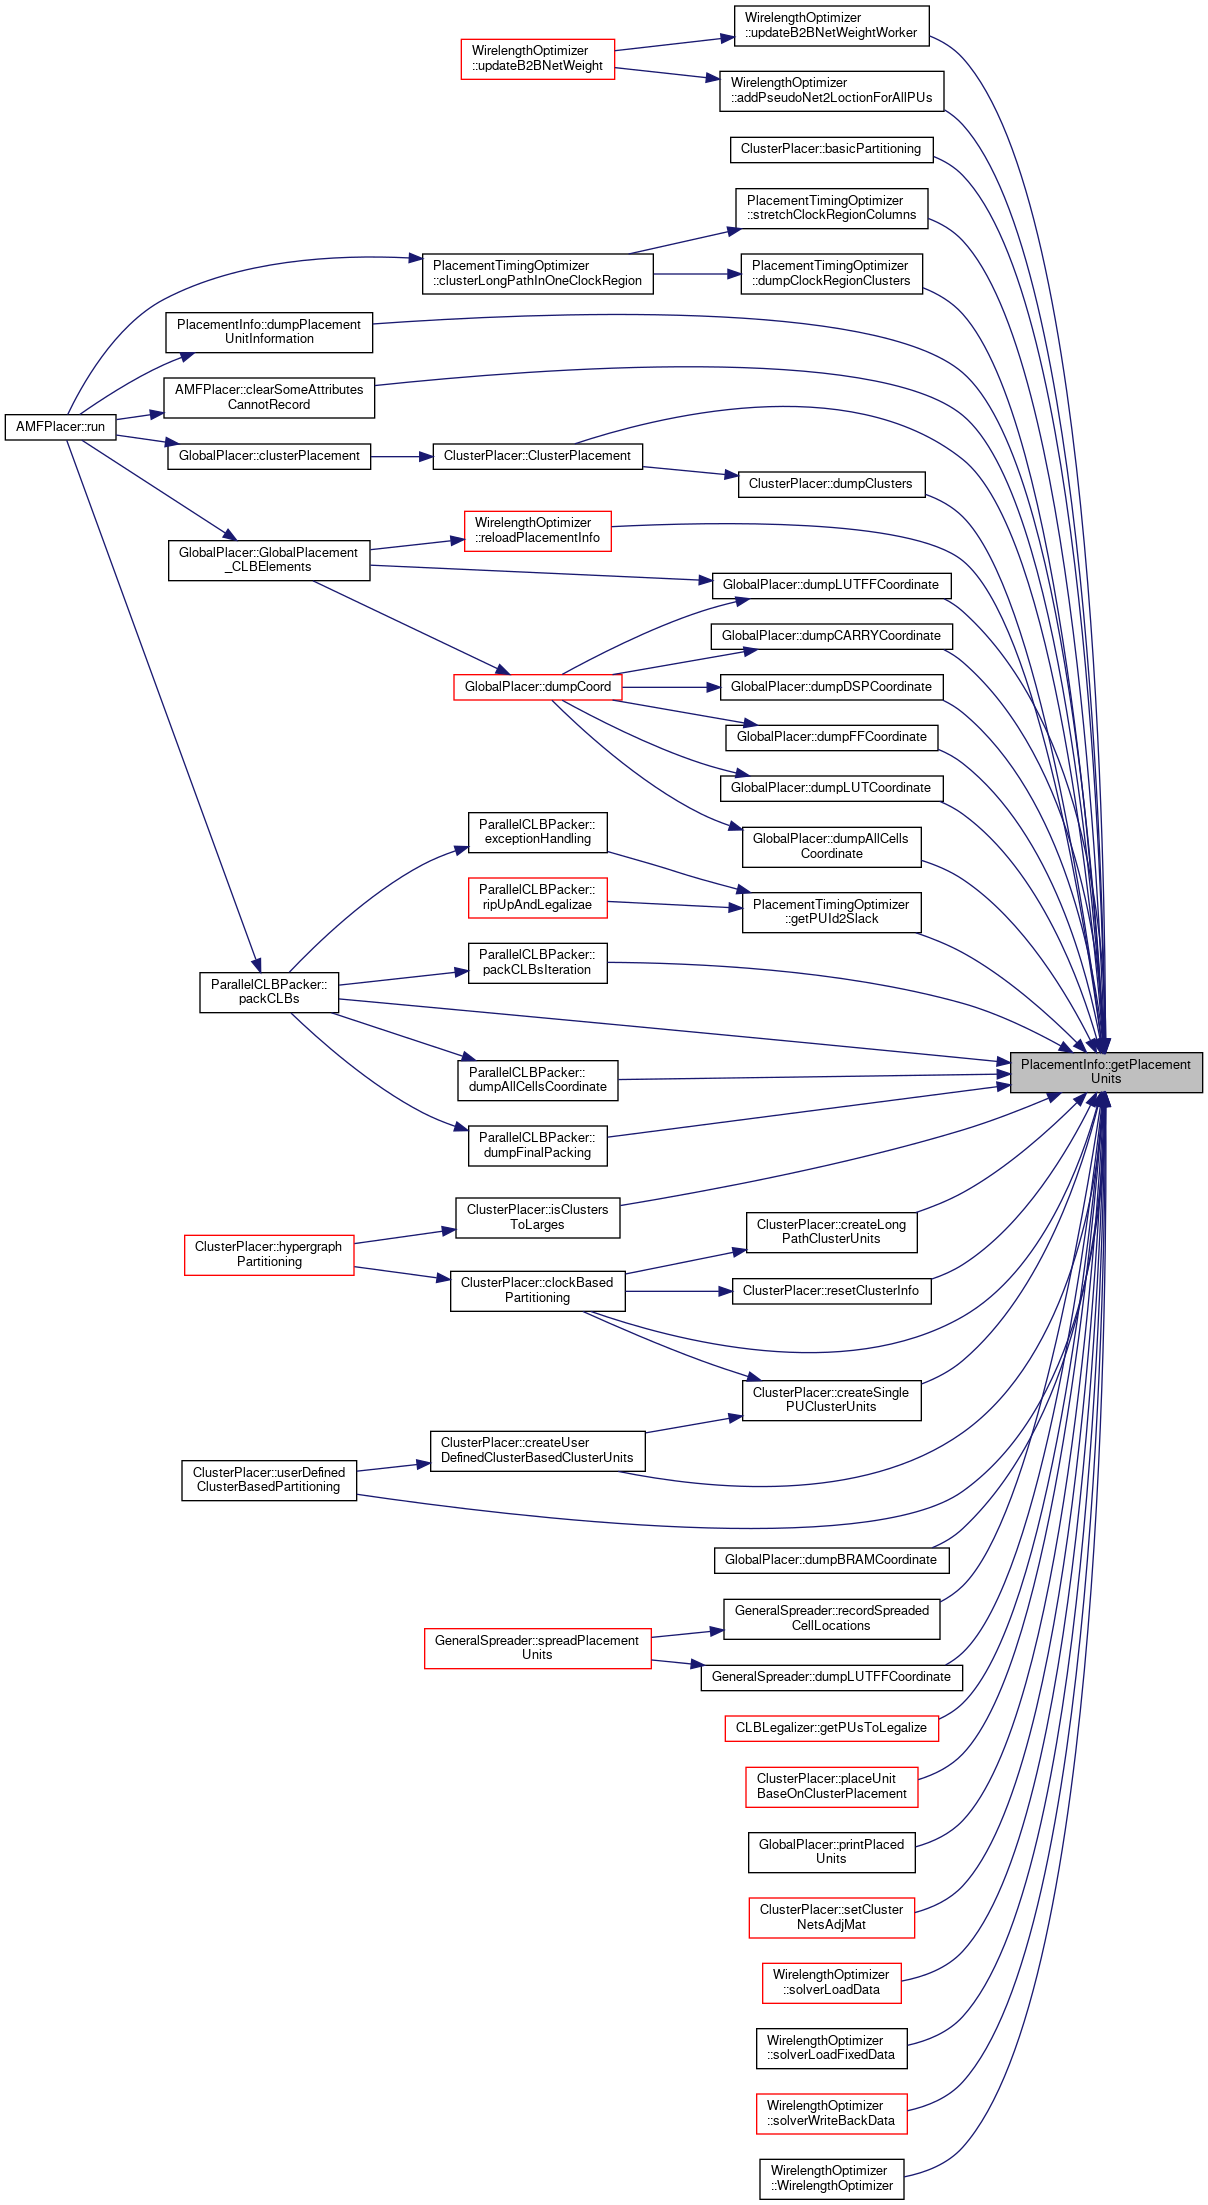 WirelengthOptimizer
::updateB2BNetWeightWorker
WirelengthOptimizer
::updateB2BNetWeight
WirelengthOptimizer
::addPseudoNet2LoctionForAllPUs
ClusterPlacer::basicPartitioning
PlacementTimingOptimizer
::stretchClockRegionColumns
PlacementTimingOptimizer
::clusterLongPathInOneClockRegion
PlacementTimingOptimizer
::dumpClockRegionClusters
PlacementInfo::dumpPlacement
UnitInformation
AMFPlacer::clearSomeAttributes
CannotRecord
AMFPlacer::run
GlobalPlacer::clusterPlacement
ClusterPlacer::ClusterPlacement
ClusterPlacer::dumpClusters
WirelengthOptimizer
::reloadPlacementInfo
GlobalPlacer::GlobalPlacement
_CLBElements
GlobalPlacer::dumpLUTFFCoordinate
GlobalPlacer::dumpCARRYCoordinate
GlobalPlacer::dumpCoord
GlobalPlacer::dumpDSPCoordinate
GlobalPlacer::dumpFFCoordinate
GlobalPlacer::dumpLUTCoordinate
ParallelCLBPacker::
exceptionHandling
GlobalPlacer::dumpAllCells
Coordinate
ParallelCLBPacker::
ripUpAndLegalizae
PlacementTimingOptimizer
::getPUId2Slack
ParallelCLBPacker::
packCLBsIteration
ParallelCLBPacker::
packCLBs
ParallelCLBPacker::
dumpAllCellsCoordinate
PlacementInfo::getPlacement
Units
ParallelCLBPacker::
dumpFinalPacking
ClusterPlacer::isClusters
ToLarges
ClusterPlacer::createLong
PathClusterUnits
ClusterPlacer::hypergraph
Partitioning
ClusterPlacer::clockBased
Partitioning
ClusterPlacer::resetClusterInfo
ClusterPlacer::createSingle
PUClusterUnits
ClusterPlacer::createUser
DefinedClusterBasedClusterUnits
ClusterPlacer::userDefined
ClusterBasedPartitioning
GlobalPlacer::dumpBRAMCoordinate
GeneralSpreader::recordSpreaded
CellLocations
GeneralSpreader::spreadPlacement
Units
GeneralSpreader::dumpLUTFFCoordinate
CLBLegalizer::getPUsToLegalize
ClusterPlacer::placeUnit
BaseOnClusterPlacement
GlobalPlacer::printPlaced
Units
ClusterPlacer::setCluster
NetsAdjMat
WirelengthOptimizer
::solverLoadData
WirelengthOptimizer
::solverLoadFixedData
WirelengthOptimizer
::solverWriteBackData
WirelengthOptimizer
::WirelengthOptimizer